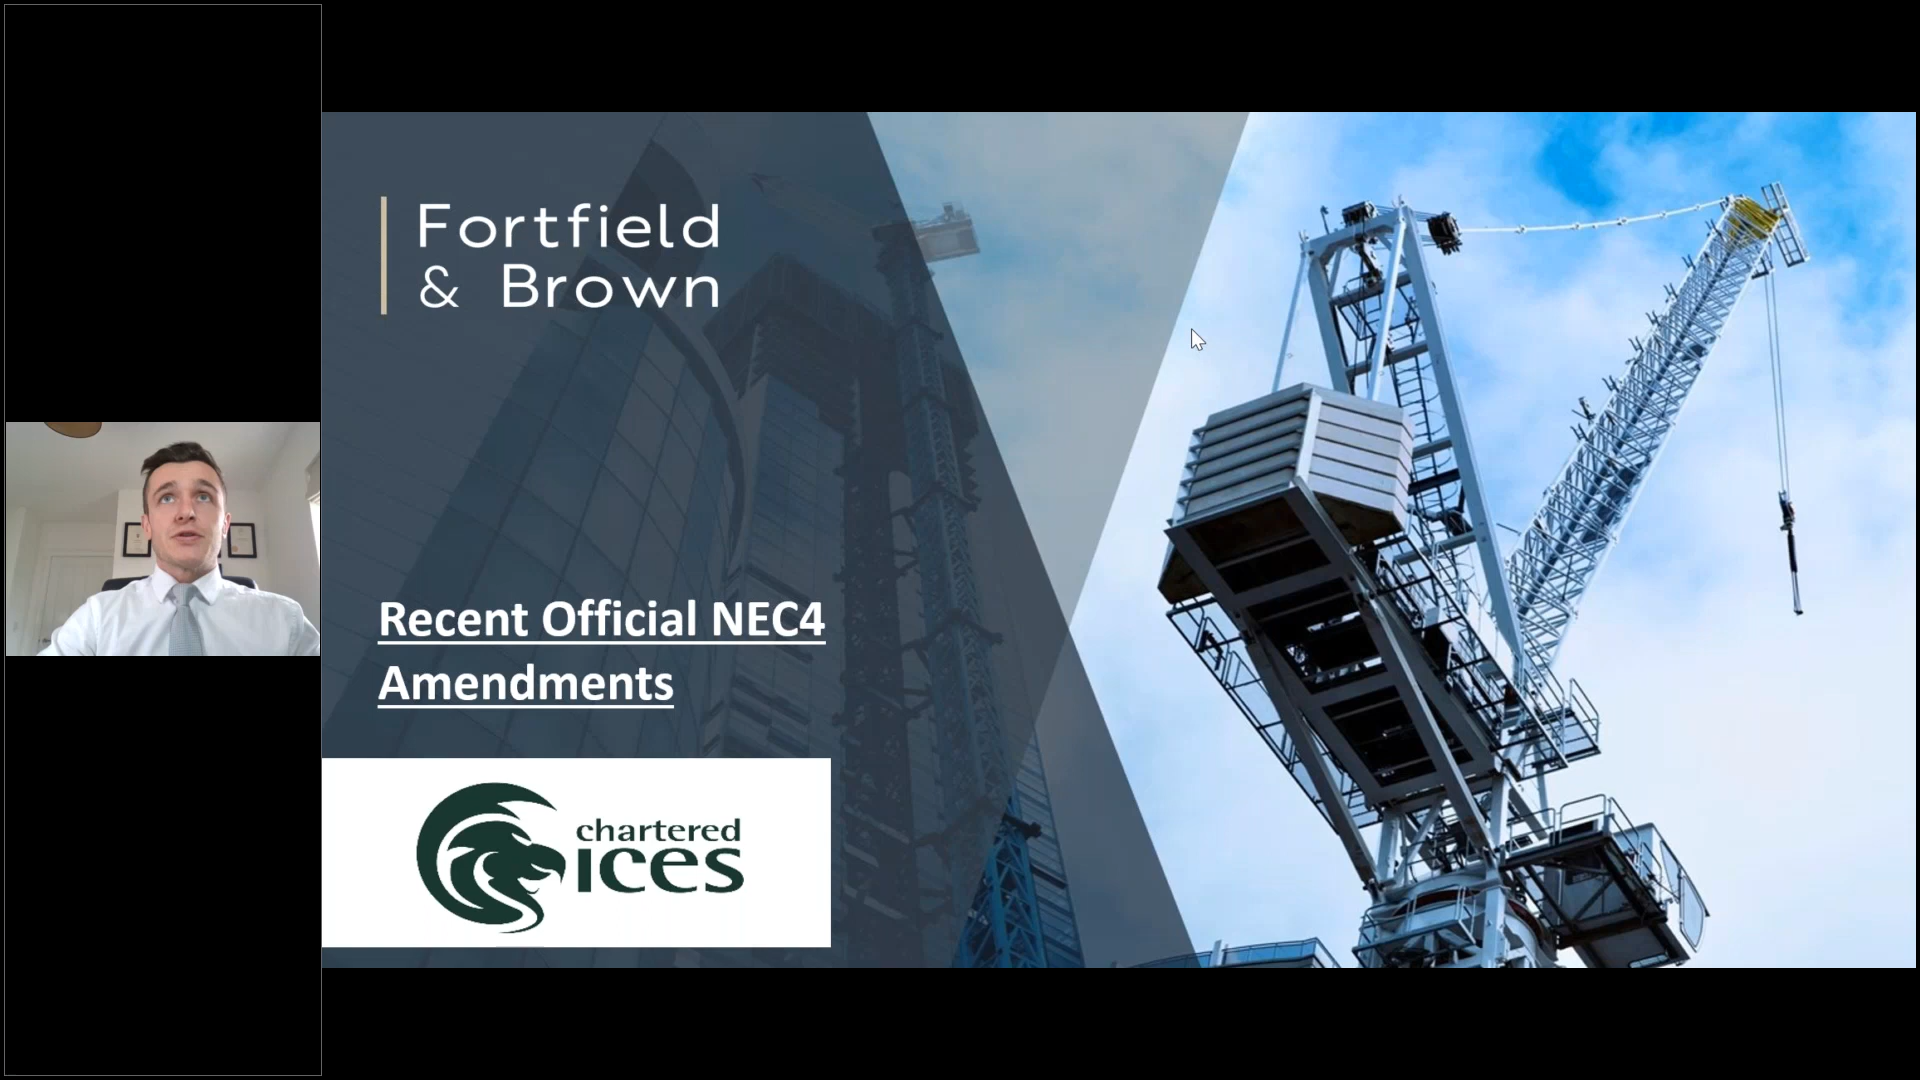 Fortfield
& Brown
Recent Official NEC4
Amendments
chartered
ices